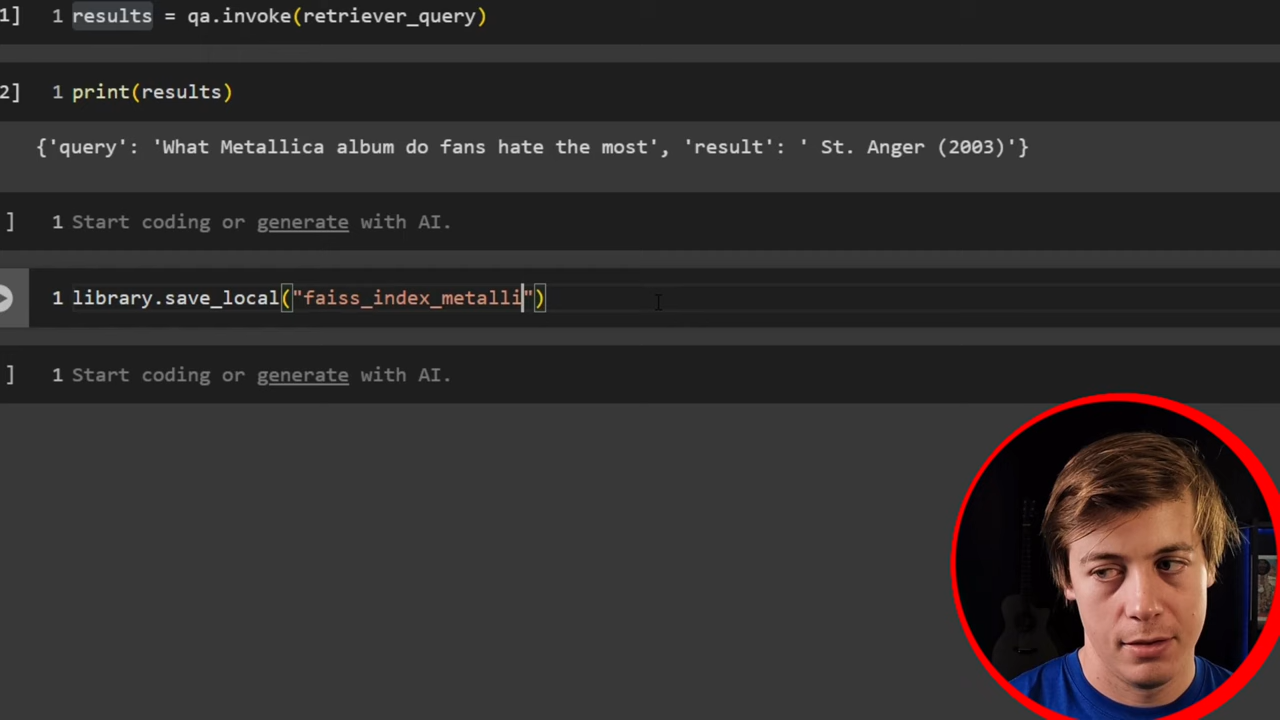 1] 1 results = qa.invoke(retriever_query)
2] 1 print(results)
{'query': 'What Metallica album do fans hate the most', 'result': ' St. Anger (2003)'}
] 1 Start coding or generate with AI.
1 library.save_local("faiss_index_metalli")
] 1 Start coding or generate with AI.